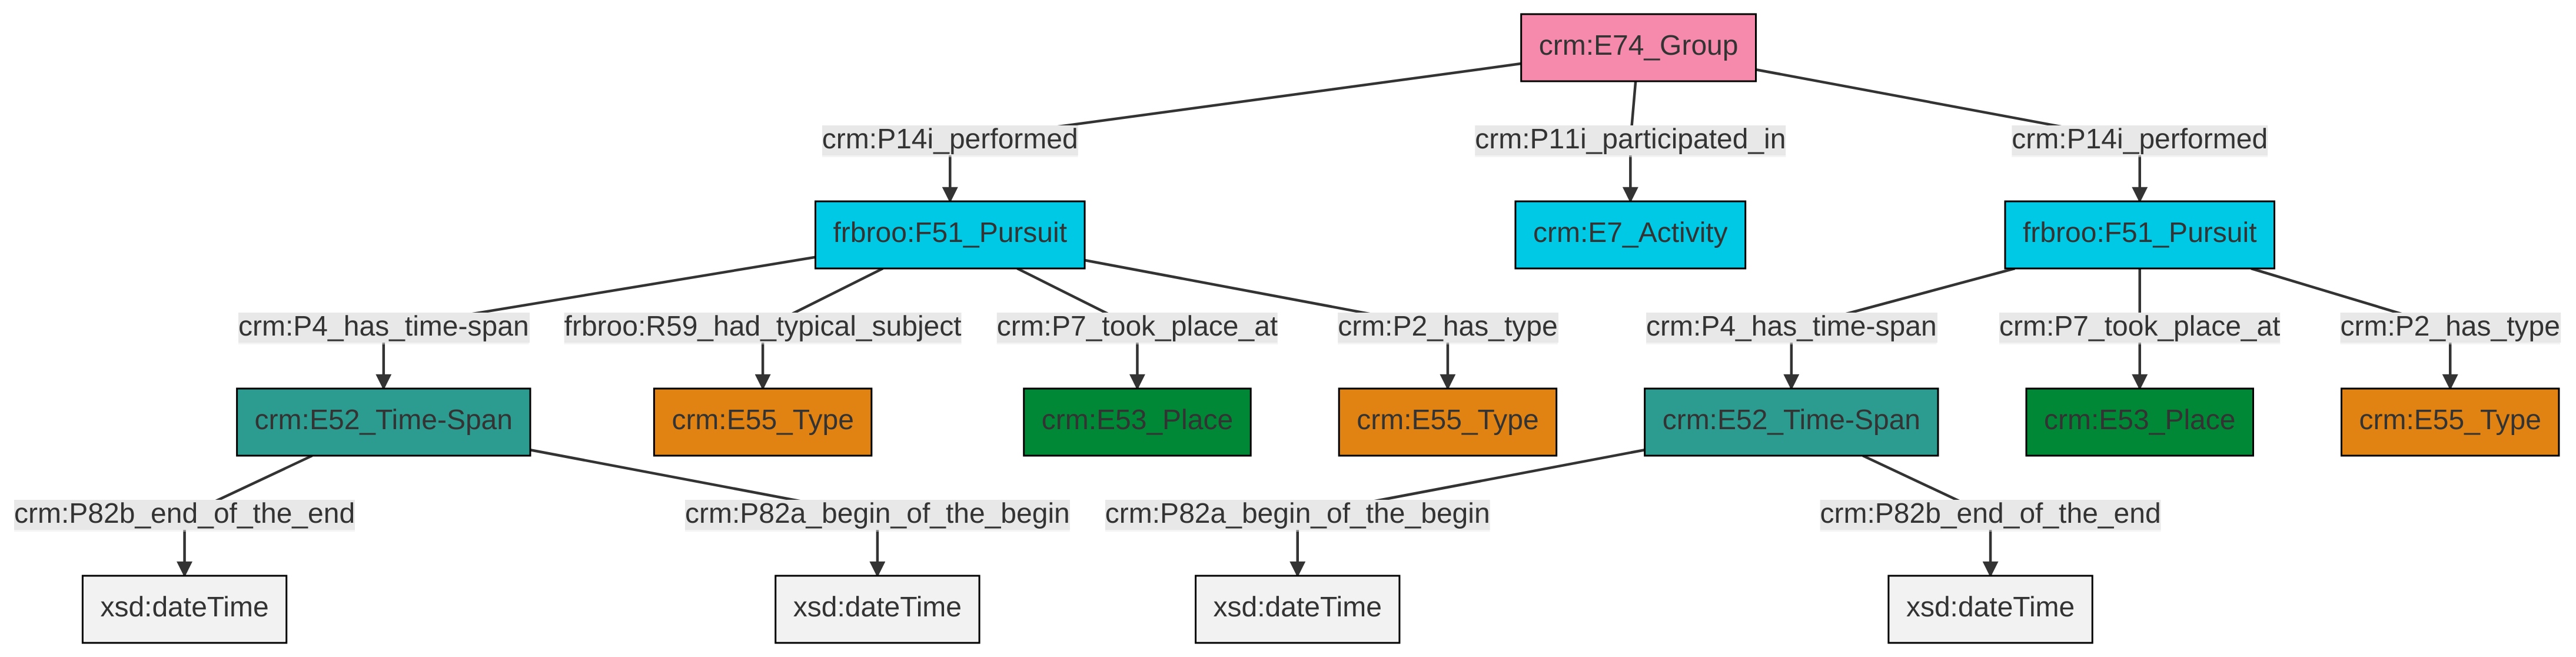 crm:E74_Group
crm:P14i_performed
crm:P11i_participated_in
crm:P14i_performed
frbroo:F51_Pursuit
crm:E7_Activity
frbroo:F51_Pursuit
crm:P4_has_time-span
frbroo:R59_had_typical_subject
crm:P7_took_place_at
crm:P2_has_type
crm:P4_has_time-span
crm:P7_took_place_at
crm:P2_has_type
crm:E52_Time-Span
crm:E55_Type
crm:E53_Place
crm:E55_Type
crm:E52_Time-Span
crm:E53_Place
crm:E55_Type
crm:P82b_end_of_the_end
crm:P82a_begin_of_the_begin
crm:P82a_begin_of_the_begin
crm:P82b_end_of_the_end
xsd:dateTime
xsd:dateTime
xsd:dateTime
xsd:dateTime